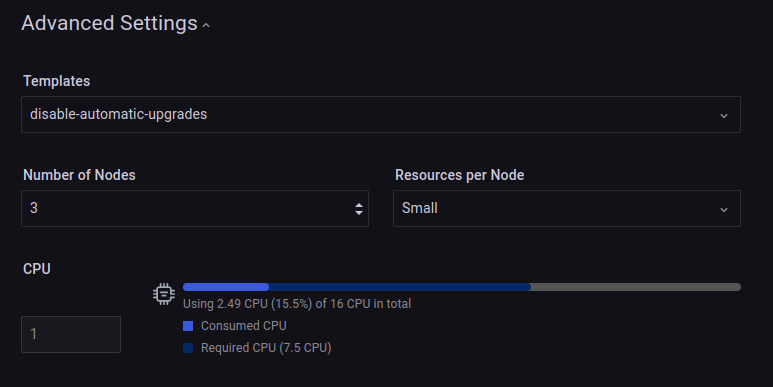 Advanced Settings
Templates
disable-automatic-upgrades
Number of Nodes
Resources per Node
3
Small
CPU
Using 2.49 CPU (15.5%) of 16 CPU in total
1
Consumed CPU
Required CPU (7.5 CPU)